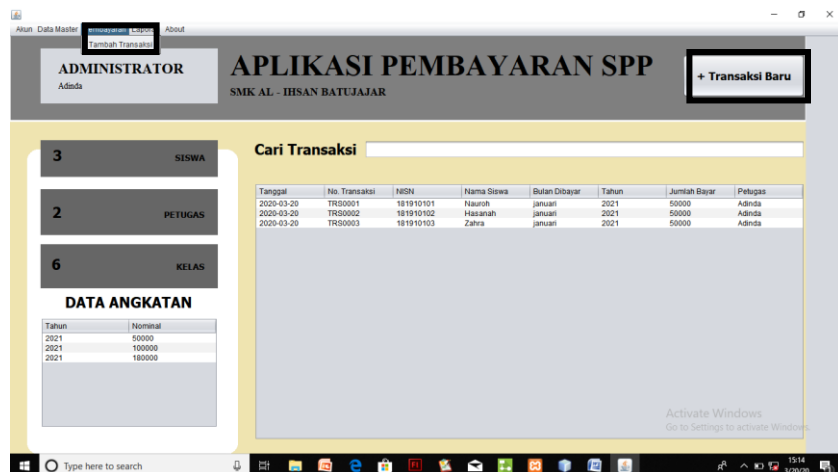 Akun Data Master Pembayaran Laporan About
Tambah Transaksi
ADMINISTRATOR
Adinda
APLIKASI PEMBAYARAN SPP
SMK AL - IHSAN BATUJAJAR
+ Transaksi Baru
3 SISWA
2 PETUGAS
6 KELAS
DATA ANGKATAN
Tahun Nominal
2021 50000
2021 100000
2021 180000
Cari Transaksi
Tanggal No. Transaksi NISN Nama Siswa Bulan Dibayar Tahun Jumlah Bayar Petugas
2020-03-20 TRS0001 181910101 Nauroh januari 2021 50000 Adinda
2020-03-20 TRS0002 181910102 Hasanah januari 2021 50000 Adinda
2020-03-20 TRS0003 181910103 Zahra januari 2021 50000 Adinda
Activate Windows
Go to Settings to activate Windows.
Type here to search
15:14
3/20/20